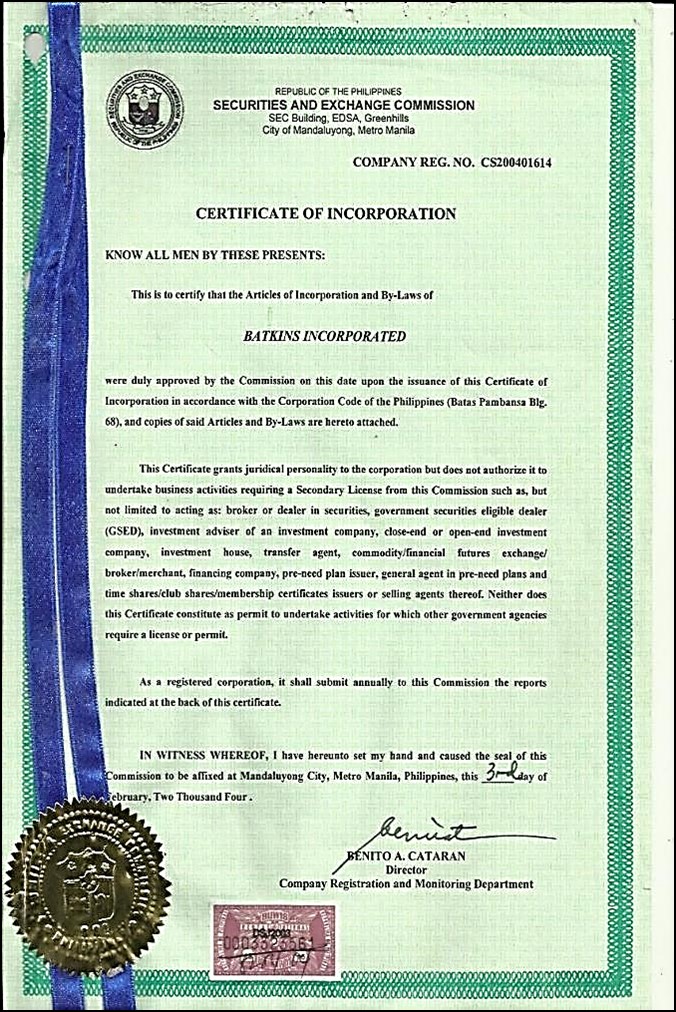 REPUBLIC OF THE PHILIPPINES
SECURITIES AND EXCHANGE COMMISSION
SEC Building, EDSA, Greenhills
City of Mandaluyong, Metro Manila
COMPANY REG. NO. CS200401614
CERTIFICATE OF INCORPORATION
KNOW ALL MEN BY THESE PRESENTS:
This is to certify that the Articles of Incorporation and By-Laws of
BATKINS INCORPORATED
were duly approved by the Commission on this date upon the issuance of this Certificate of
Incorporation in accordance with the Corporation Code of the Philippines (Batas Pambansa Blg.
68), and copies of said Articles and By-Laws are hereto attached.
This Certificate grants juridical personality to the corporation but does not authorize it to
undertake business activities requiring a Secondary License from this Commission such as, but
not limited to acting as: broker or dealer in securities, government securities eligible dealer
(GSED), investment adviser of an investment company, close-end or open-end investment
company, investment house, transfer agent, commodity/financial futures exchange/
broker/merchant, financing company, pre-need plan issuer, general agent in pre-need plans and
time shares/club shares/membership certificates issuers or selling agents thereof. Neither does
this Certificate constitute as permit to undertake activities for which other government agencies
require a license or permit.
As a registered corporation, it shall submit annually to this Commission the reports
indicated at the back of this certificate.
IN WITNESS WHEREOF, I have hereunto set my hand and caused the seal of this
Commission to be affixed at Mandaluyong City, Metro Manila, Philippines, this 3rd day of
February, Two Thousand Four .
BENITO A. CATARAN
Director
Company Registration and Monitoring Department